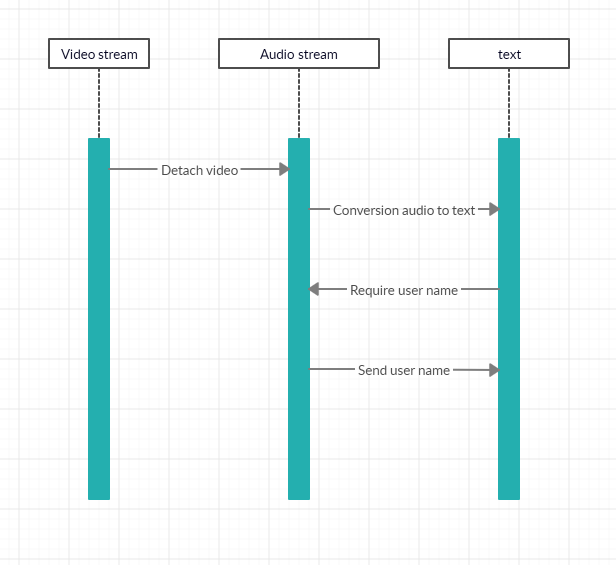 Video stream
Audio stream
text
Detach video
Conversion audio to text
Require user name
Send user name